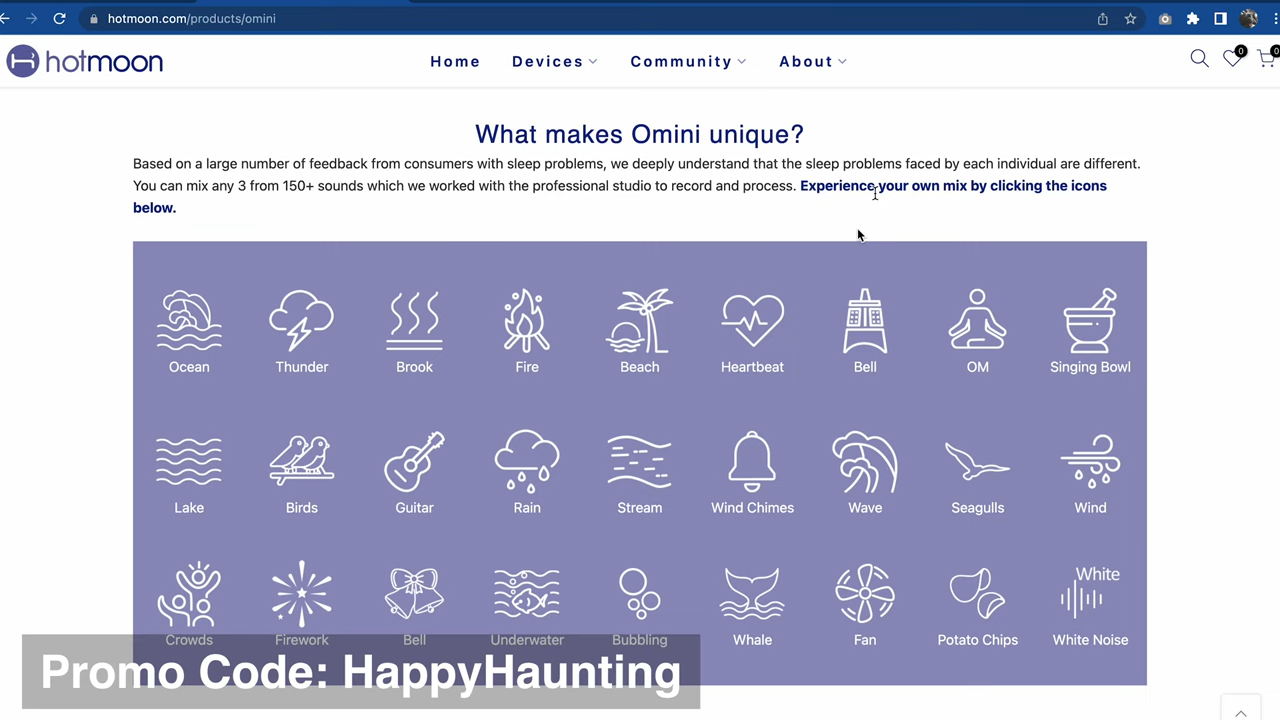 hotmoon.com/products/omini
hotmoon
Home
Devices
Community
About
0
0
What makes Omini unique?
Based on a large number of feedback from consumers with sleep problems, we deeply understand that the sleep problems faced by each individual are different.
You can mix any 3 from 150+ sounds which we worked with the professional studio to record and process. Experience your own mix by clicking the icons
below.
Ocean
Thunder
Brook
Fire
Beach
Heartbeat
Bell
OM
Singing Bowl
Lake
Birds
Guitar
Rain
Stream
Wind Chimes
Wave
Seagulls
Wind
White
Crowds
Firework
Bell
Underwater
Bubbling
Whale
Fan
Potato Chips
White Noise
Promo Code: HappyHaunting